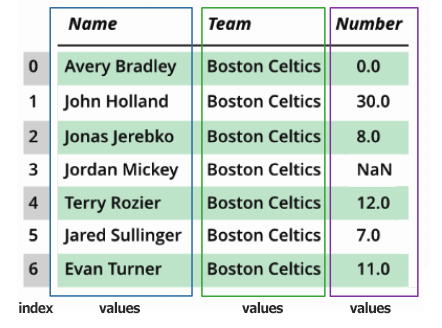 Name Team Number
0 Avery Bradley Boston Celtics 0.0
1 John Holland Boston Celtics 30.0
2 Jonas Jerebko Boston Celtics 8.0
3 Jordan Mickey Boston Celtics NaN
4 Terry Rozier Boston Celtics 12.0
5 Jared Sullinger Boston Celtics 7.0
6 Evan Turner Boston Celtics 11.0
index values values values